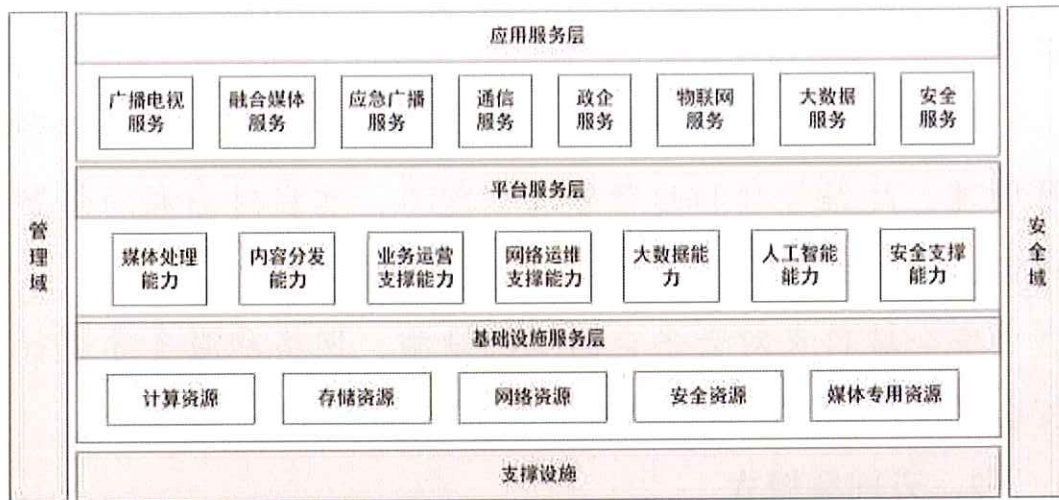 应用服务层
广播电视
服务
融合媒体
服务
应急广播
服务
通信
服务
政企
服务
物联网
服务
大数据
服务
安全
服务
管
理
域
平台服务层
媒体处理
能力
内容分发
能力
业务运营
支撑能力
网络运维
支撑能力
大数据能
力
人工智能
能力
安全支撑
能力
安
全
域
基础设施服务层
计算资源
存储资源
网络资源
安全资源
媒体专用资源
支撑设施